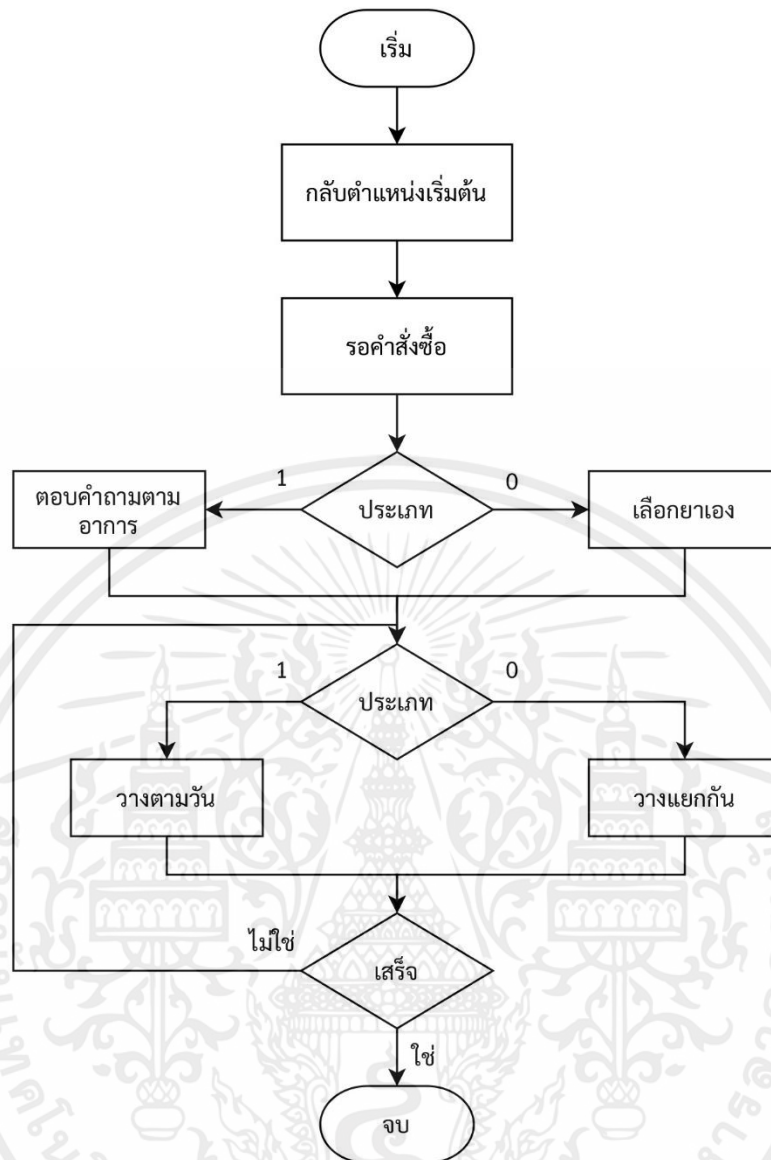 เริ่ม
กลับตำแหน่งเริ่มต้น
รอคำสั่งซื้อ
1
0
ตอบคำถามตาม
อาการ
ประเภท
เลือกยาเอง
1
0
ประเภท
วางตามวัน
วางแยกกัน
ไม่ใช่
เสร็จ
ใช่
จบ